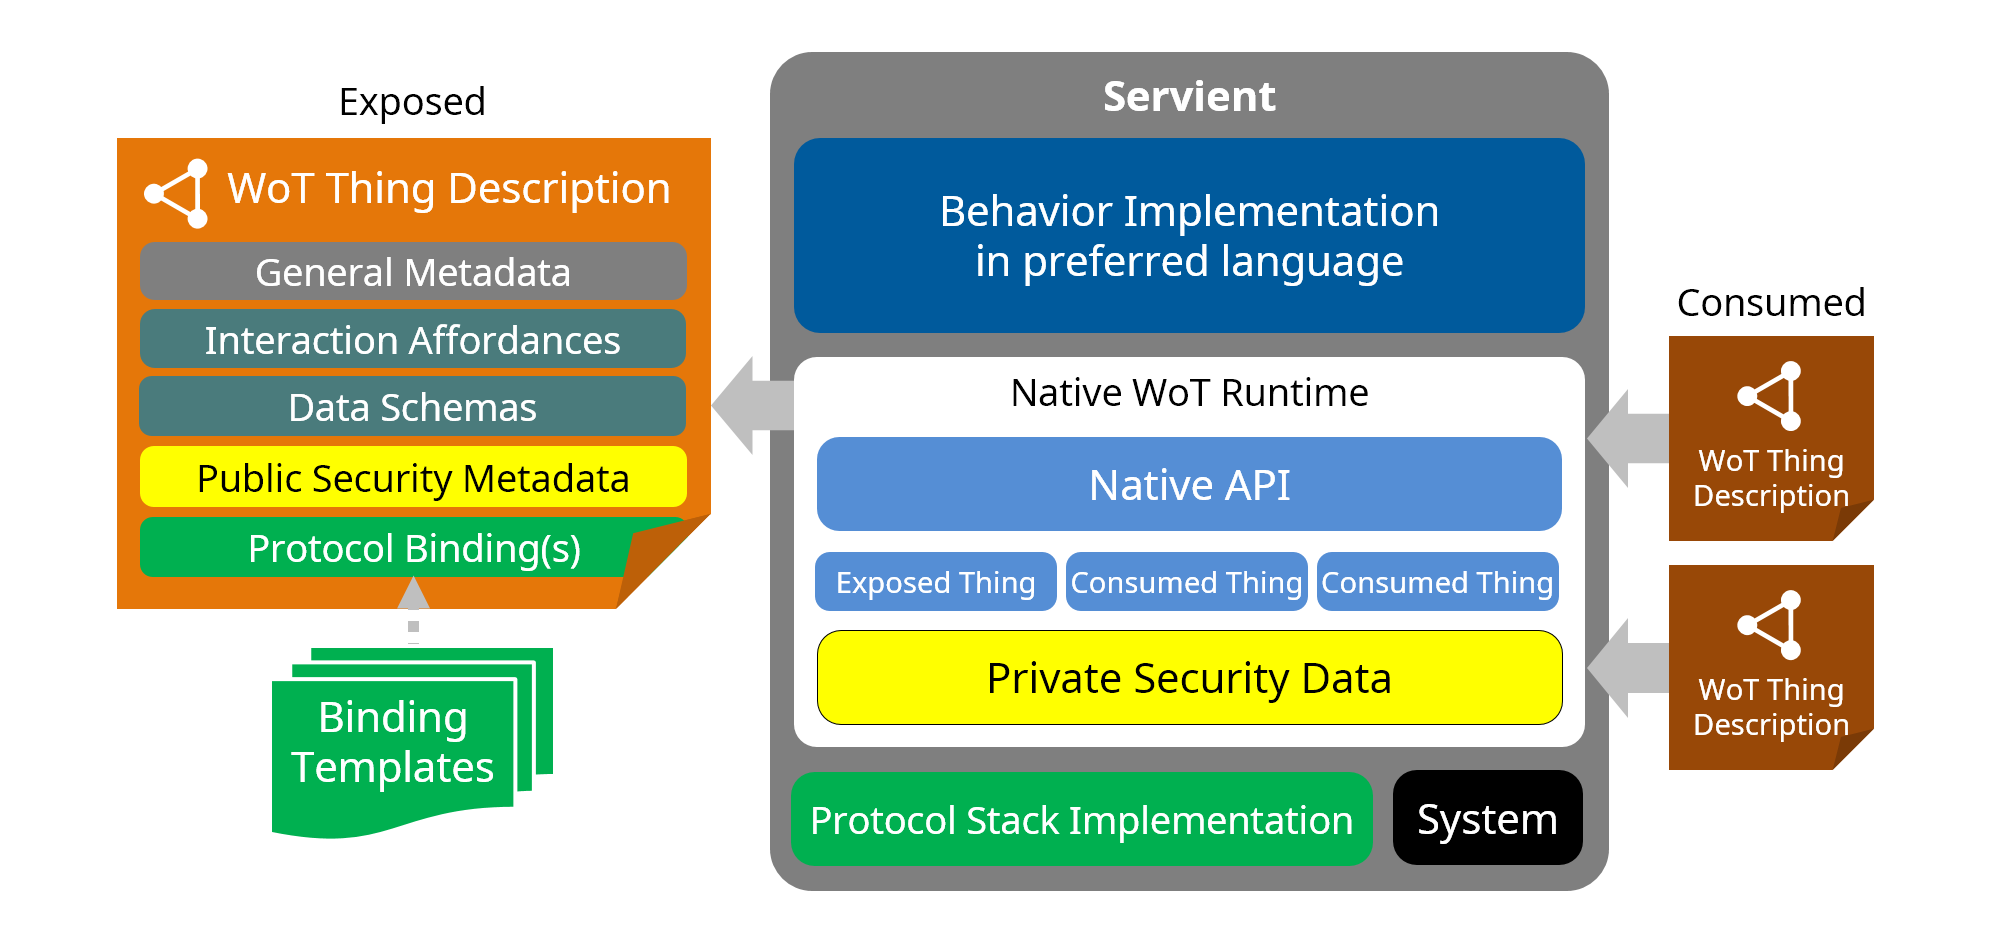 Exposed
WoT Thing Description
General Metadata
Interaction Affordances
Data Schemas
Public Security Metadata
Protocol Binding(s)
Binding
Templates
Servient
Behavior Implementation
in preferred language
Native WoT Runtime
Native API
Exposed Thing
Consumed Thing
Consumed Thing
Private Security Data
Protocol Stack Implementation
System
Consumed
WoT Thing
Description
WoT Thing
Description